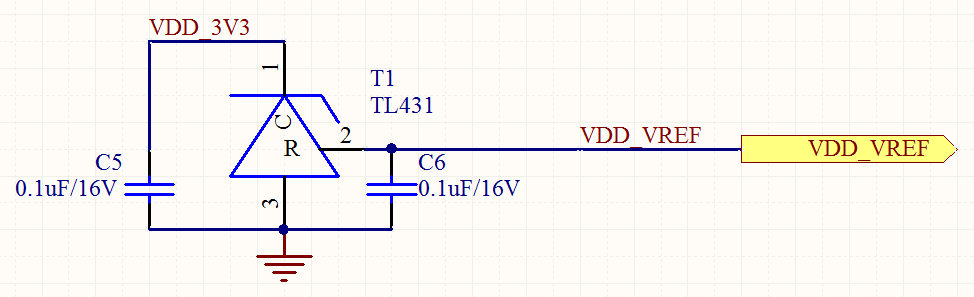 VDD_3V3
1
T1
TL431
C
2
R
VDD_VREF
VDD_VREF
C5
0.1uF/16V
C6
0.1uF/16V
3